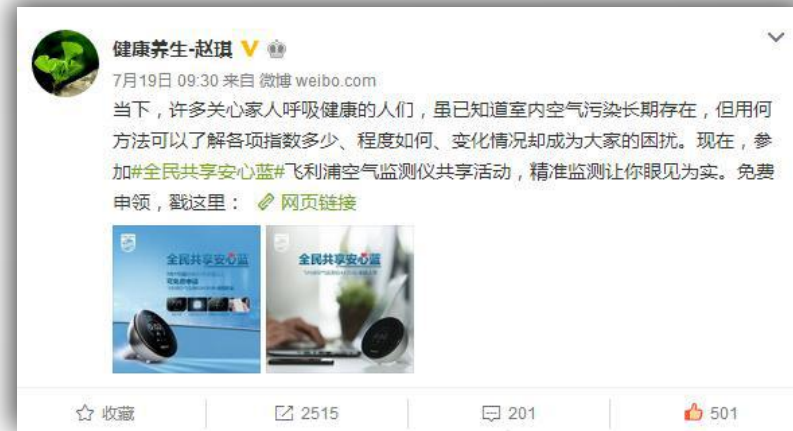 健康养生-赵琪
7月19日 09:30 来自 微博 weibo.com
当下，许多关心家人呼吸健康的人们，虽已知道室内空气污染长期存在，但用何
方法可以了解各项指数多少、程度如何、变化情况却成为大家的困扰。现在，参
加#全民共享安心蓝#飞利浦空气监测仪共享活动，精准监测让你眼见为实。免费
申领，戳这里： 网页链接
全民共享安心蓝
全民共享安心蓝
收藏
2515
201
501